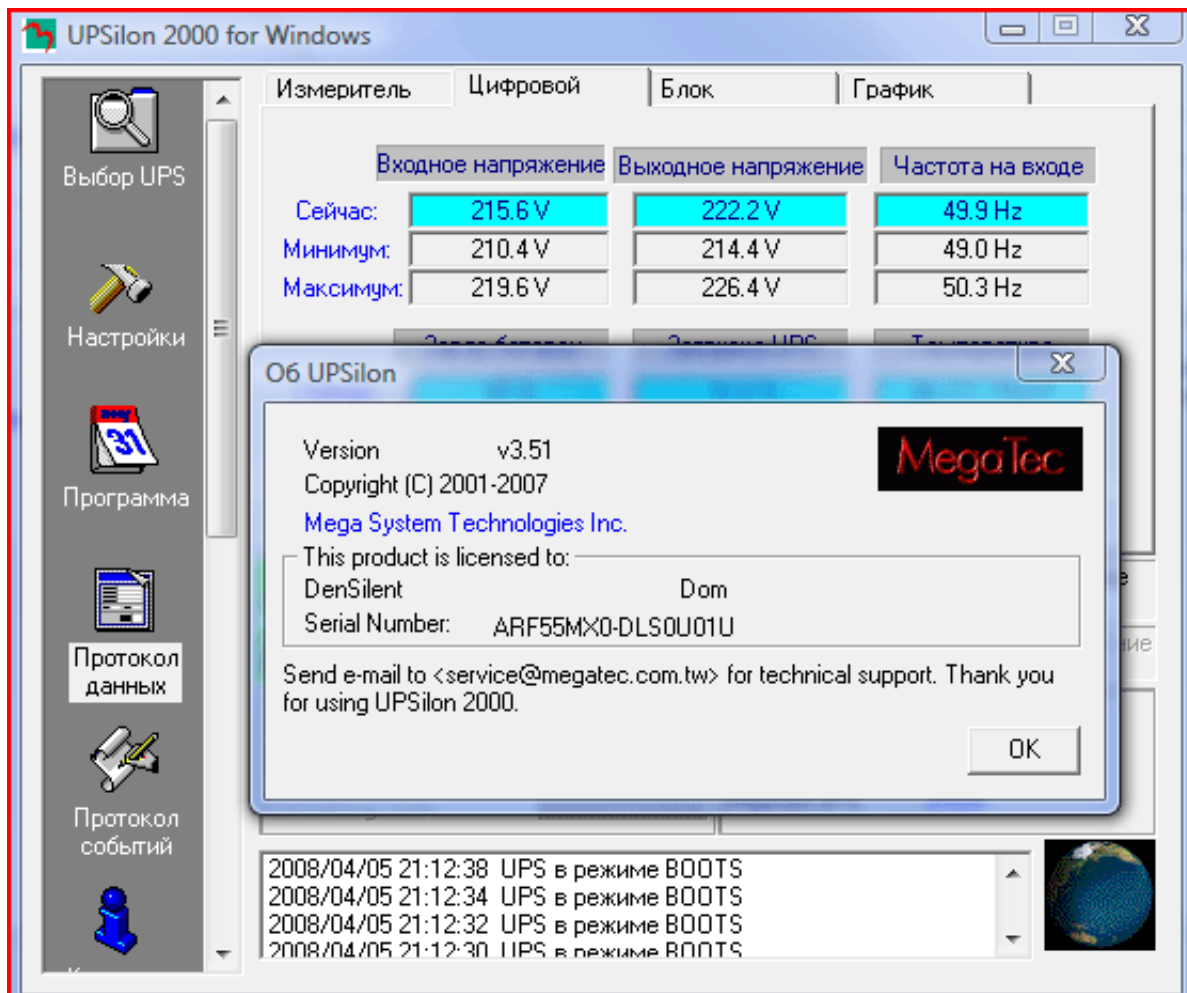 UPSilon 2000 for Windows
Выбор UPS
Настройки
Программа
Протокол
данных
Протокол
событий
Измеритель Цифровой Блок График
Входное напряжение Выходное напряжение Частота на входе
Сейчас: 215.6 V 222.2 V 49.9 Hz
Минимум: 210.4 V 214.4 V 49.0 Hz
Максимум: 219.6 V 226.4 V 50.3 Hz
Об UPSilon
MegaTec
Version v3.51
Copyright (C) 2001-2007
Mega System Technologies Inc.
This product is licensed to:
DenSilent Dom
Serial Number: ARF55MX0-DLS0U01U
Send e-mail to <service@megatec.com.tw> for technical support. Thank you
for using UPSilon 2000.
OK
2008/04/05 21:12:38 UPS в режиме BOOTS
2008/04/05 21:12:34 UPS в режиме BOOTS
2008/04/05 21:12:32 UPS в режиме BOOTS
2008/04/05 21:12:30 UPS в режиме BOOTS